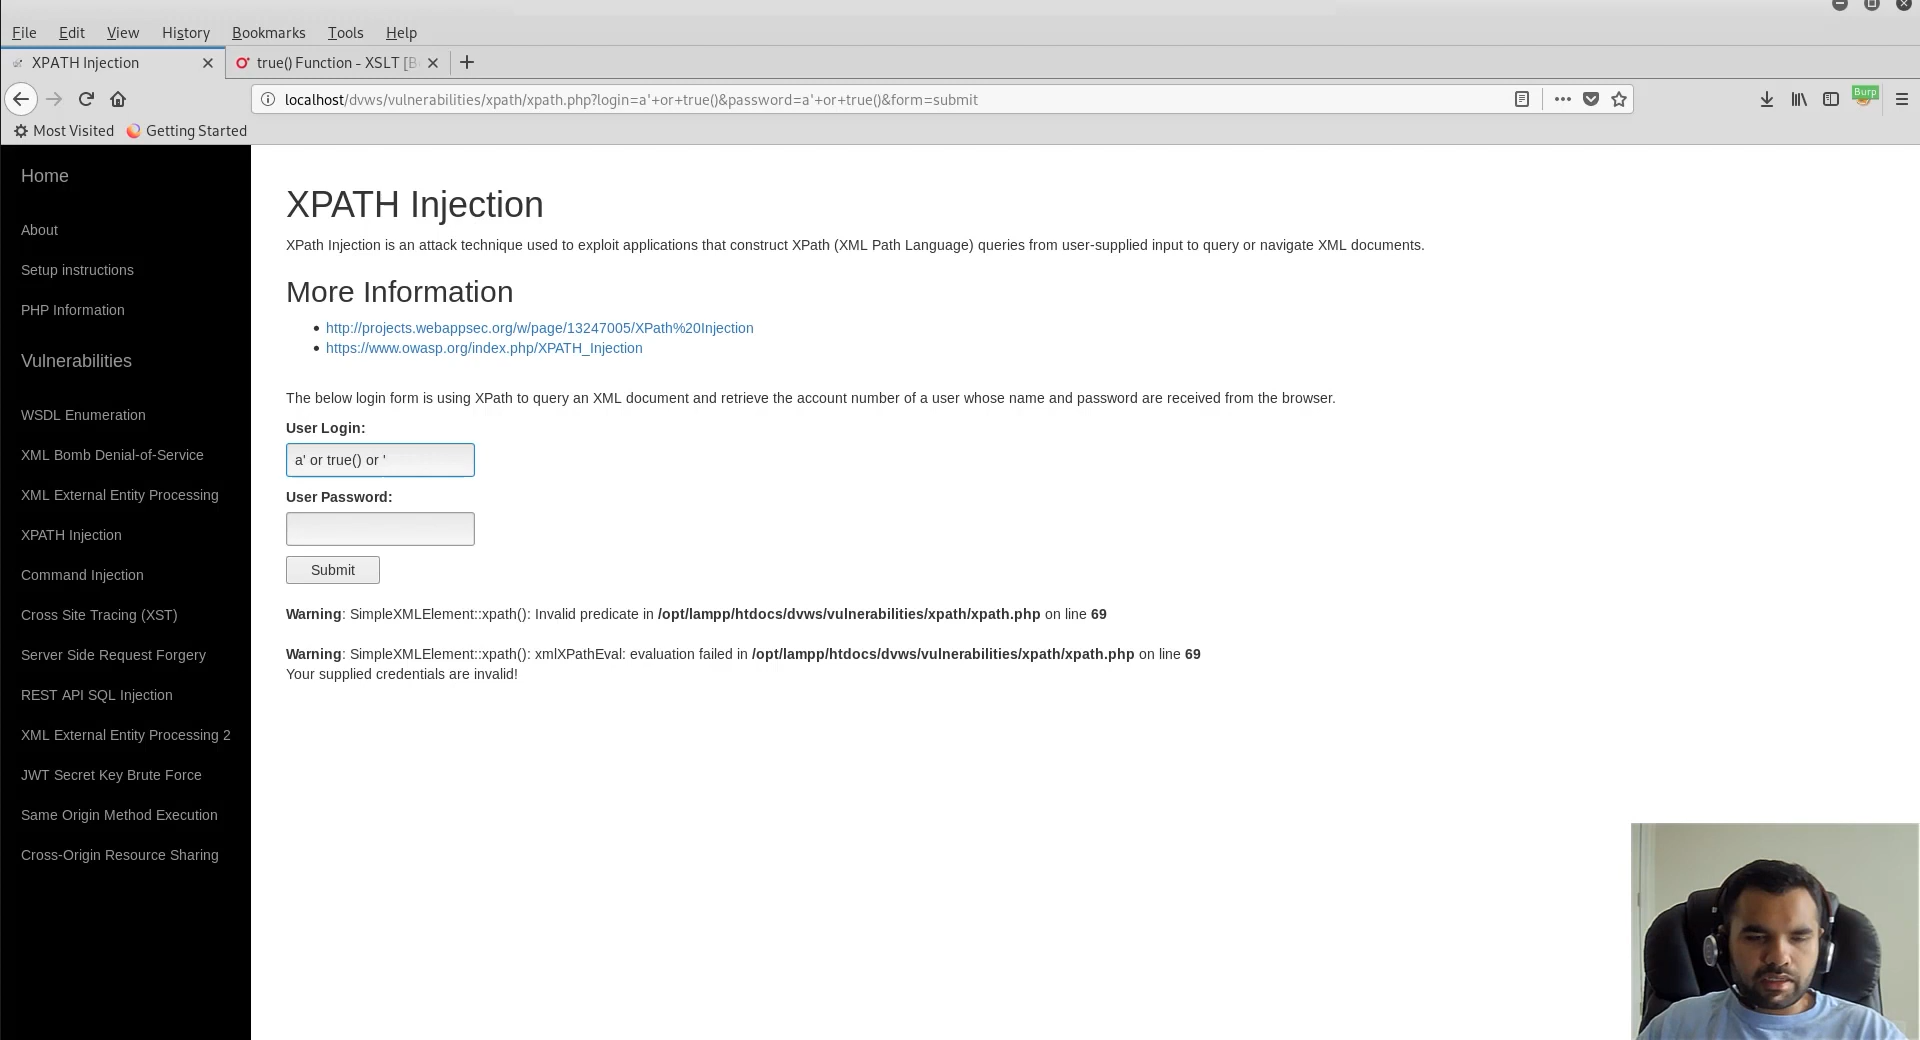 File Edit View History Bookmarks Tools Help
XPATH Injection true() Function - XSLT [B
localhost/dvws/vulnerabilities/xpath/xpath.php?login=a'+or+true()&password=a'+or+true()&form=submit
Burp
Most Visited Getting Started
Home
About
Setup instructions
PHP Information
Vulnerabilities
WSDL Enumeration
XML Bomb Denial-of-Service
XML External Entity Processing
XPATH Injection
Command Injection
Cross Site Tracing (XST)
Server Side Request Forgery
REST API SQL Injection
XML External Entity Processing 2
JWT Secret Key Brute Force
Same Origin Method Execution
Cross-Origin Resource Sharing
XPATH Injection
XPath Injection is an attack technique used to exploit applications that construct XPath (XML Path Language) queries from user-supplied input to query or navigate XML documents.
More Information
http://projects.webappsec.org/w/page/13247005/XPath%20Injection
https://www.owasp.org/index.php/XPATH_Injection
The below login form is using XPath to query an XML document and retrieve the account number of a user whose name and password are received from the browser.
User Login:
a' or true() or '
User Password:
Submit
Warning: SimpleXMLElement::xpath(): Invalid predicate in /opt/lampp/htdocs/dvws/vulnerabilities/xpath/xpath.php on line 69
Warning: SimpleXMLElement::xpath(): xmlXPathEval: evaluation failed in /opt/lampp/htdocs/dvws/vulnerabilities/xpath/xpath.php on line 69
Your supplied credentials are invalid!